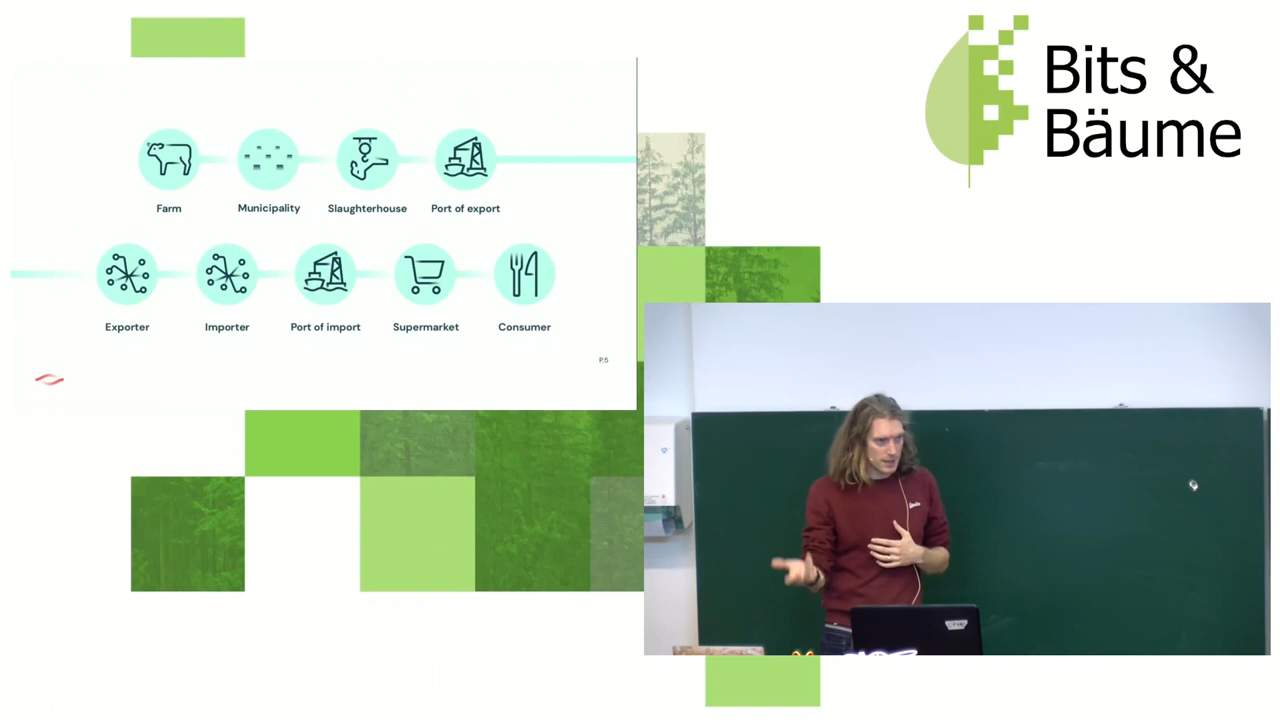 Bits &
Bäume
Farm
Municipality
Slaughterhouse
Port of export
Exporter
Importer
Port of import
Supermarket
Consumer
P.5